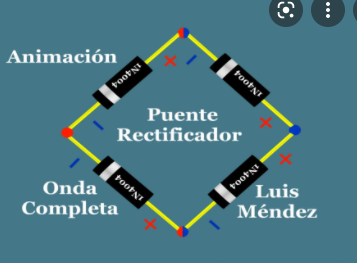 Animación
1N4004
1N4004
Puente
Rectificador
1N4004
1N4004
Onda
Completa
Luis
Méndez